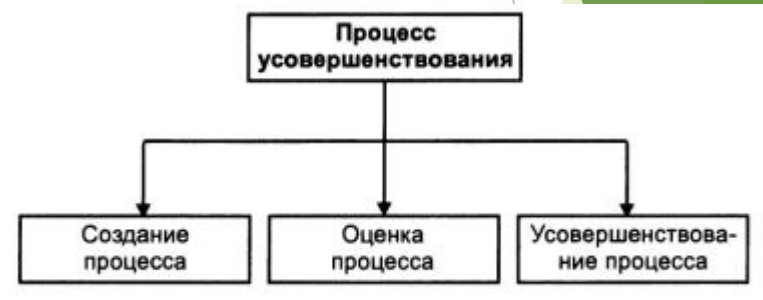 Процесс
усовершенствования
Создание
процесса
Оценка
процесса
Усовершенствова-
ние процесса